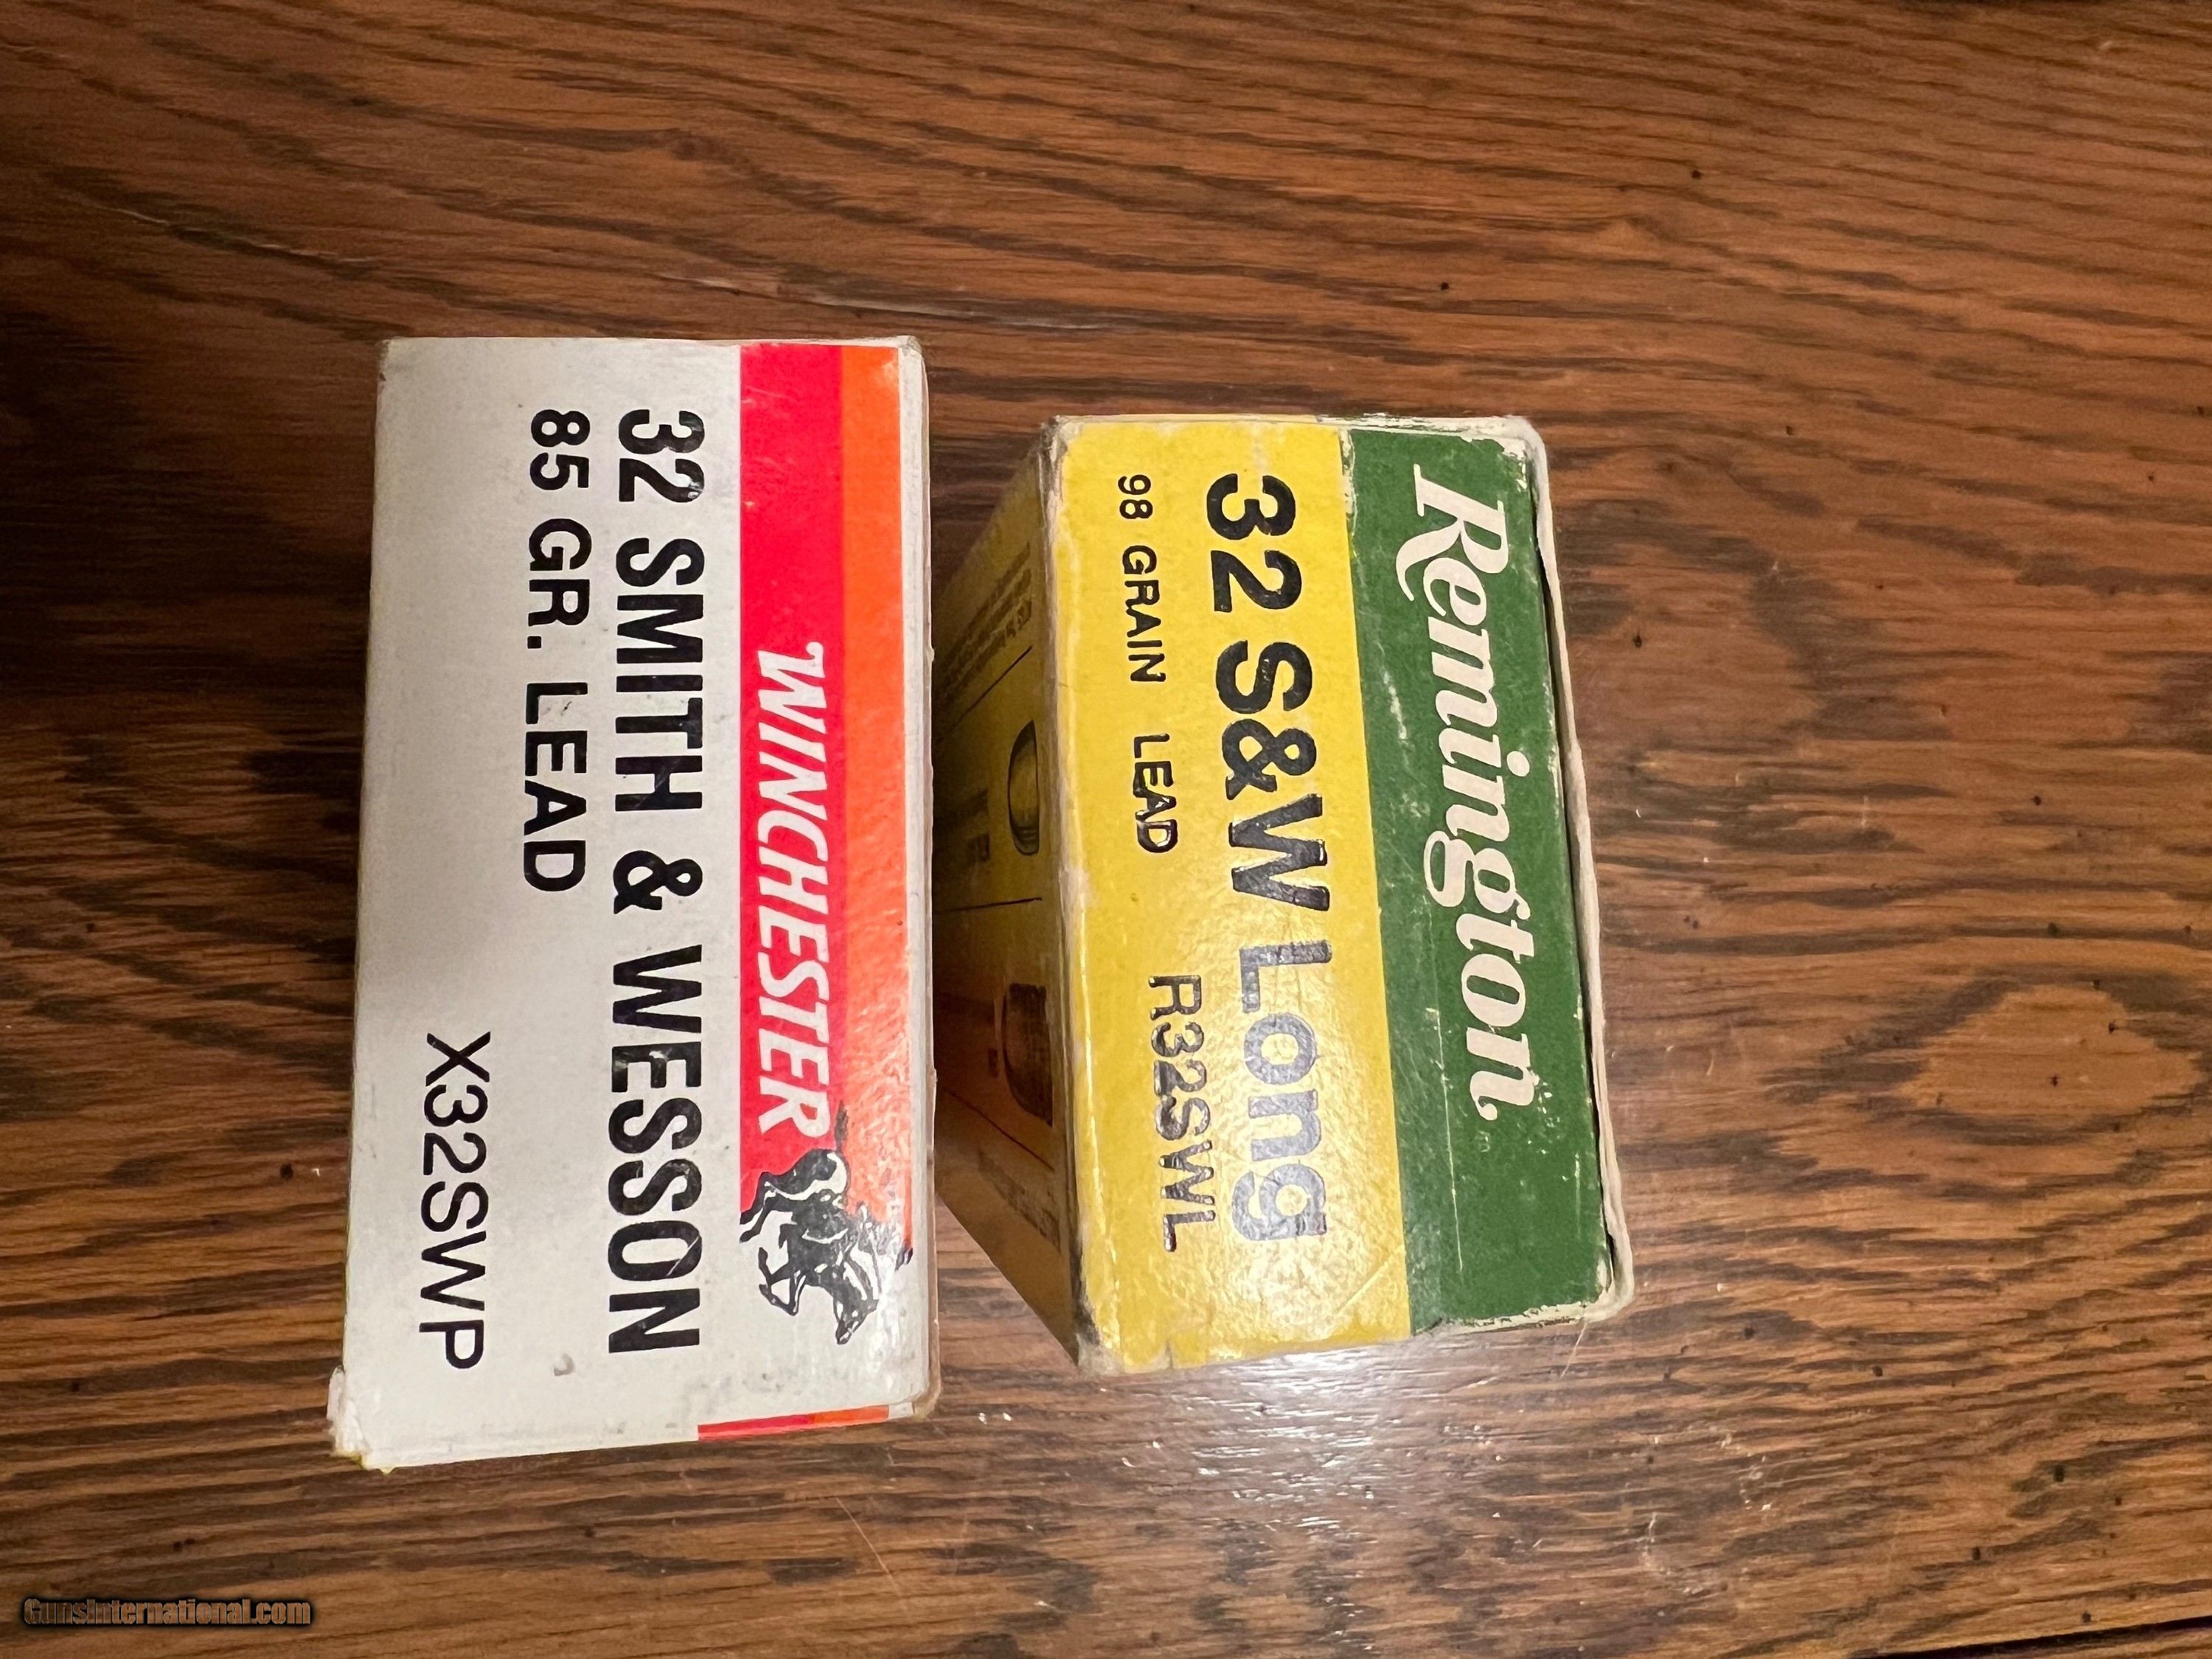 WINCHESTER
32 SMITH & WESSON
85 GR. LEAD
X32SWP
Remington
32 S&W Long
98 GRAIN LEAD R32SWL
GunsInternational.com